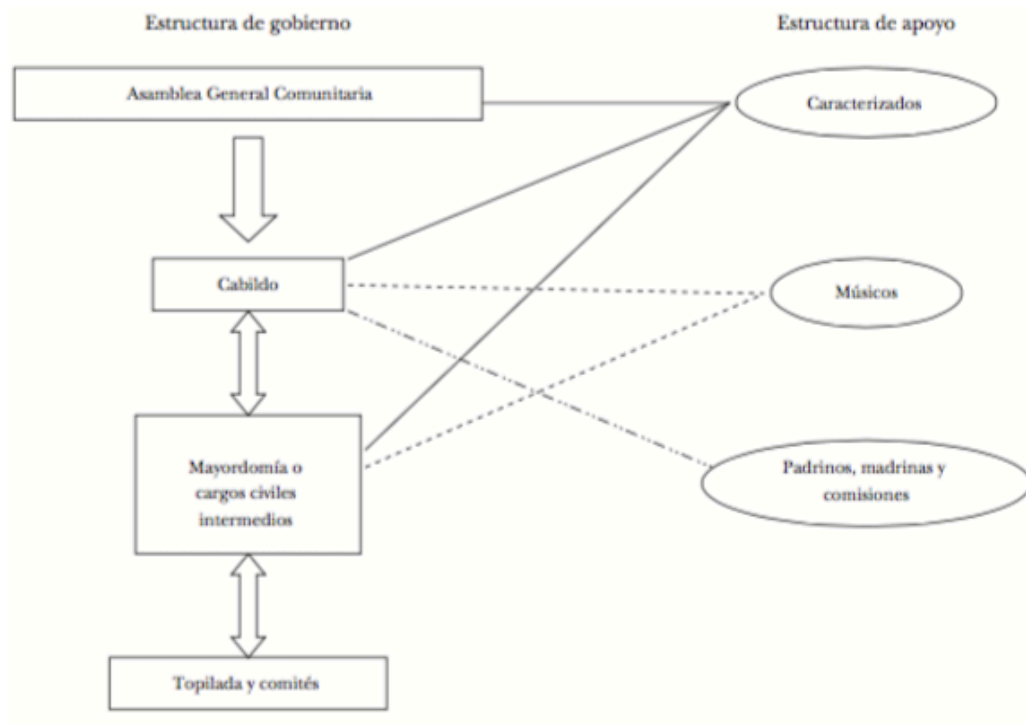 Estructura de gobierno
Estructura de apoyo
Asamblea General Comunitaria
Caracterizados
Cabildo
Músicos
Mayordomía o
cargos civiles
intermedios
Padrinos, madrinas y
comisiones
Topilada y comités